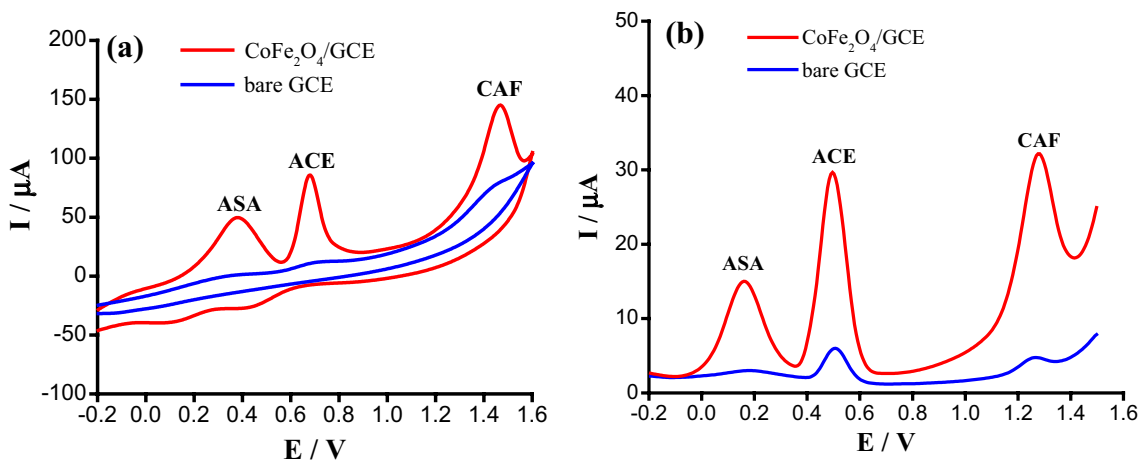 (a)
CoFe₂O₄/GCE
bare GCE
ASA
ACE
CAF
200
150
100
50
0
-50
-100
I / μA
-0.2 0.0 0.2 0.4 0.6 0.8 1.0 1.2 1.4 1.6
E / V
(b)
CoFe₂O₄/GCE
bare GCE
ASA
ACE
CAF
50
40
30
20
10
0
I / μA
-0.2 0.0 0.2 0.4 0.6 0.8 1.0 1.2 1.4 1.6
E / V